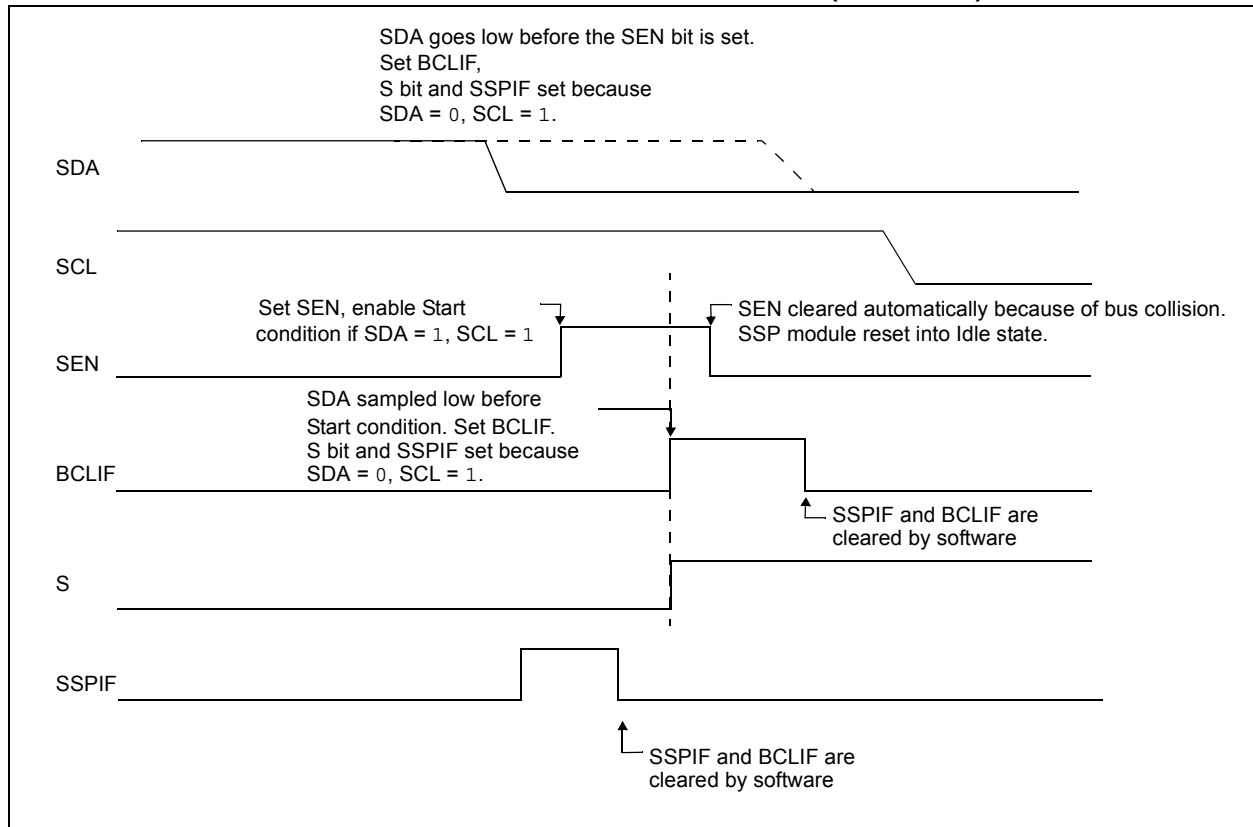 SDA goes low before the SEN bit is set.
Set BCLIF,
S bit and SSPIF set because
SDA = 0, SCL = 1.
SDA
SCL
Set SEN, enable Start
condition if SDA = 1, SCL = 1
SEN cleared automatically because of bus collision.
SSP module reset into Idle state.
SEN
SDA sampled low before
Start condition. Set BCLIF.
S bit and SSPIF set because
SDA = 0, SCL = 1.
BCLIF
SSPIF and BCLIF are
cleared by software
S
SSPIF
SSPIF and BCLIF are
cleared by software